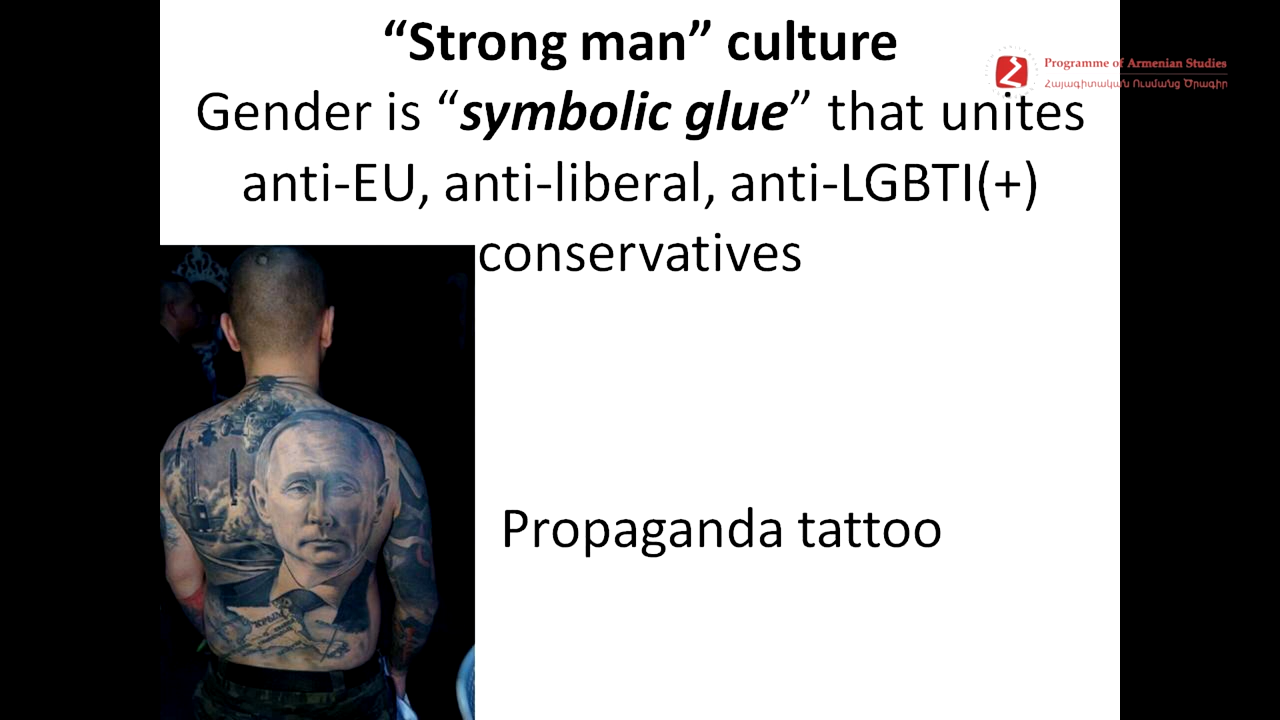 “Strong man” culture
Programme of Armenian Studies
Հայագիտական Ուսմանց Ծրագիր
Gender is “symbolic glue” that unites
anti-EU, anti-liberal, anti-LGBTI(+)
conservatives
Propaganda tattoo
КРЫМ